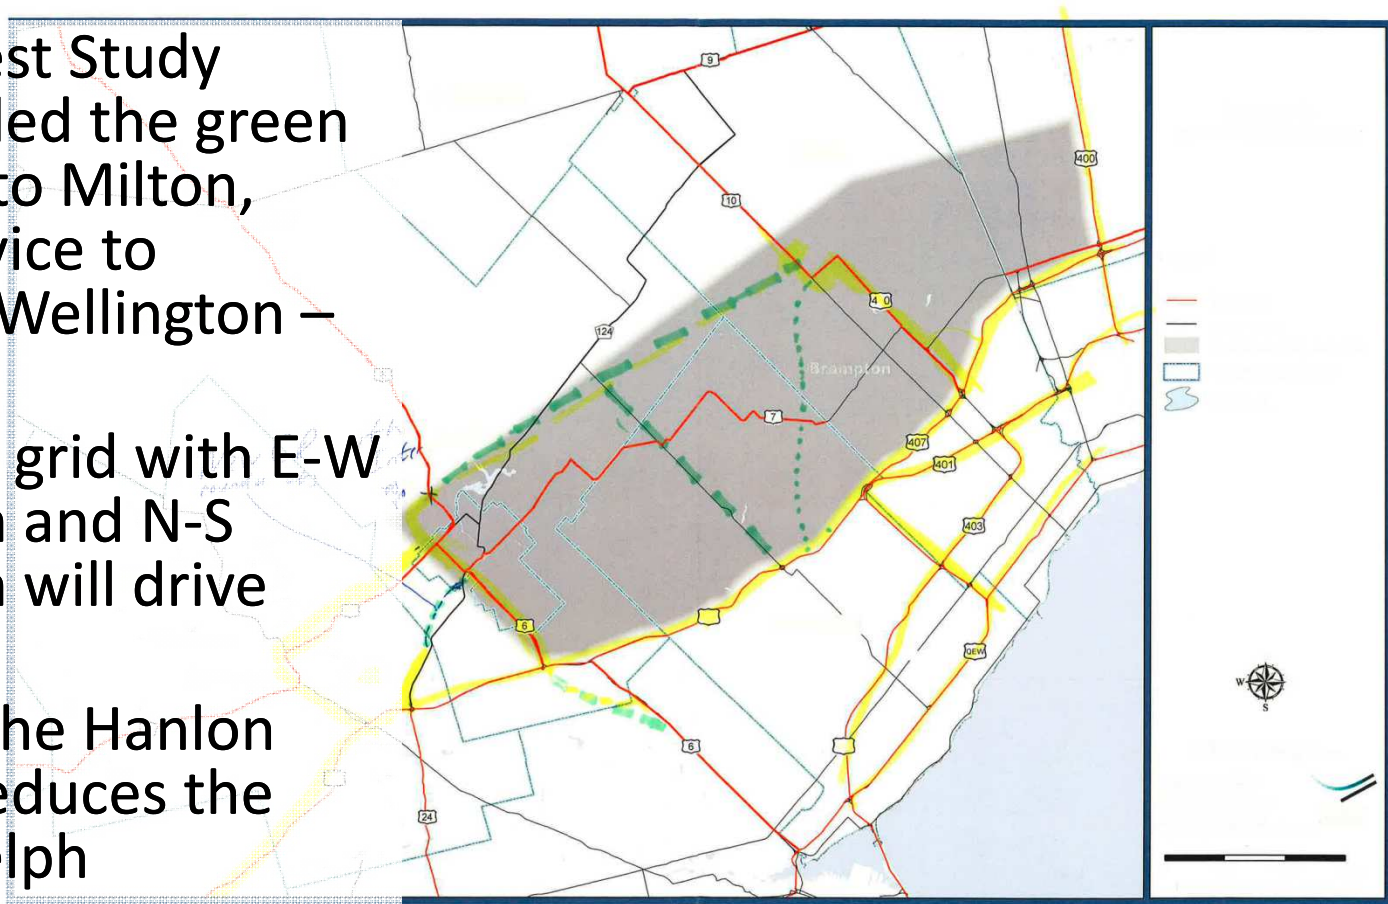 est Study
ed the green
to Milton,
vice to
Wellington –
grid with E-W
and N-S
will drive
he Hanlon
educes the
lph
9
400
10
4 0
124
Brampton
7
407
401
403
6
QEW
6
24
W
S